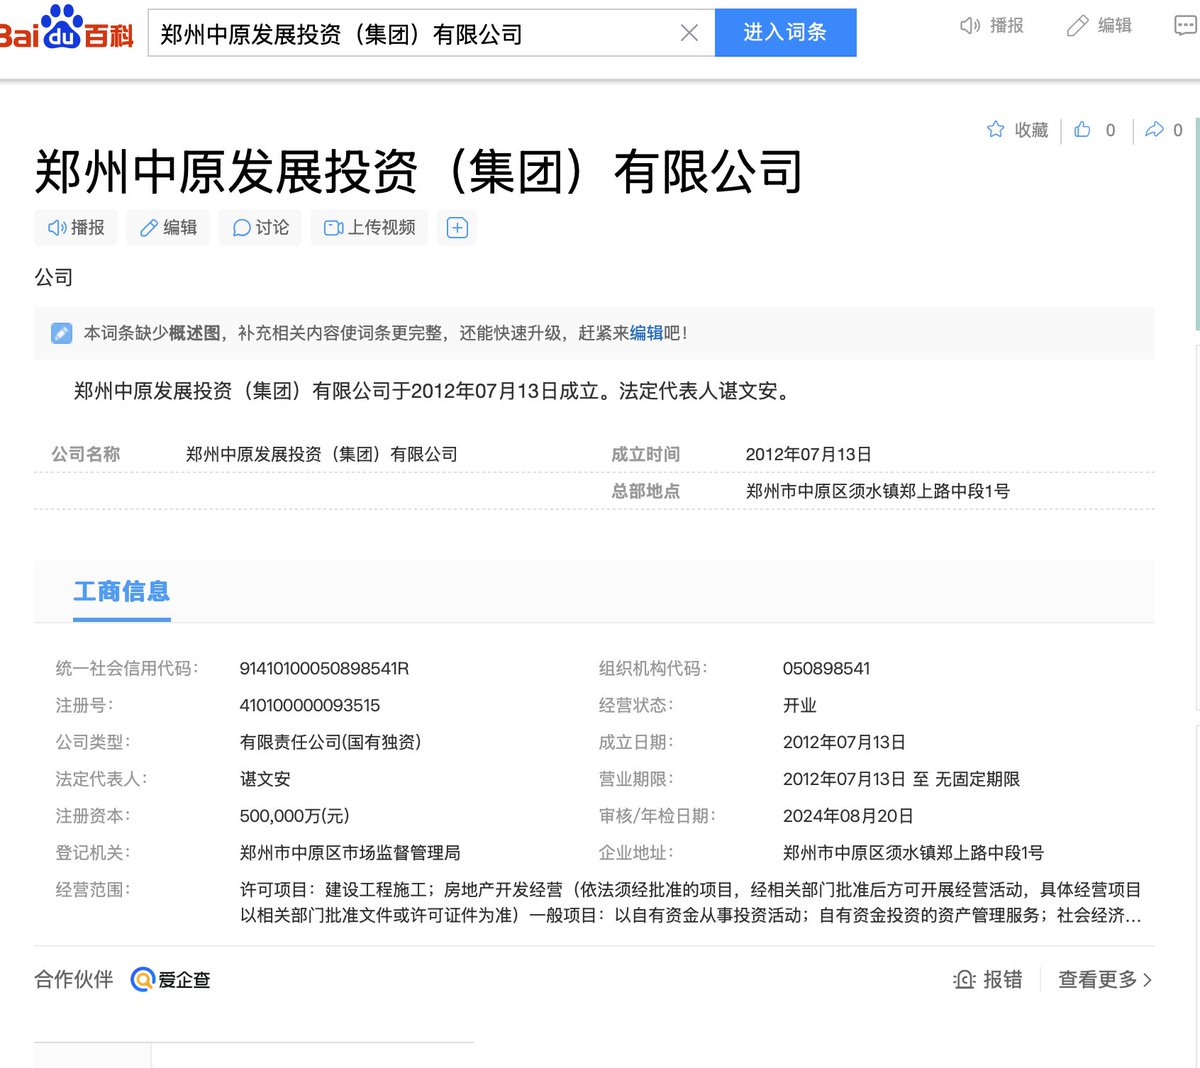 Bai du 百科
郑州中原发展投资（集团）有限公司
进入词条
播报
编辑
收藏
0
0
郑州中原发展投资（集团）有限公司
播报
编辑
讨论
上传视频
公司
本词条缺少概述图，补充相关内容使词条更完整，还能快速升级，赶紧来编辑吧！
郑州中原发展投资（集团）有限公司于2012年07月13日成立。法定代表人谌文安。
公司名称 郑州中原发展投资（集团）有限公司
成立时间 2012年07月13日
总部地点 郑州市中原区须水镇郑上路中段1号
工商信息
统一社会信用代码： 91410100050898541R
组织机构代码： 050898541
注册号： 410100000093515
经营状态： 开业
公司类型： 有限责任公司(国有独资)
成立日期： 2012年07月13日
法定代表人： 谌文安
营业期限： 2012年07月13日 至 无固定期限
注册资本： 500,000万(元)
审核/年检日期： 2024年08月20日
登记机关： 郑州市中原区市场监督管理局
企业地址： 郑州市中原区须水镇郑上路中段1号
经营范围： 许可项目：建设工程施工；房地产开发经营（依法须经批准的项目，经相关部门批准后方可开展经营活动，具体经营项目
以相关部门批准文件或许可证件为准）一般项目：以自有资金从事投资活动；自有资金投资的资产管理服务；社会经济…
合作伙伴 爱企查
报错
查看更多